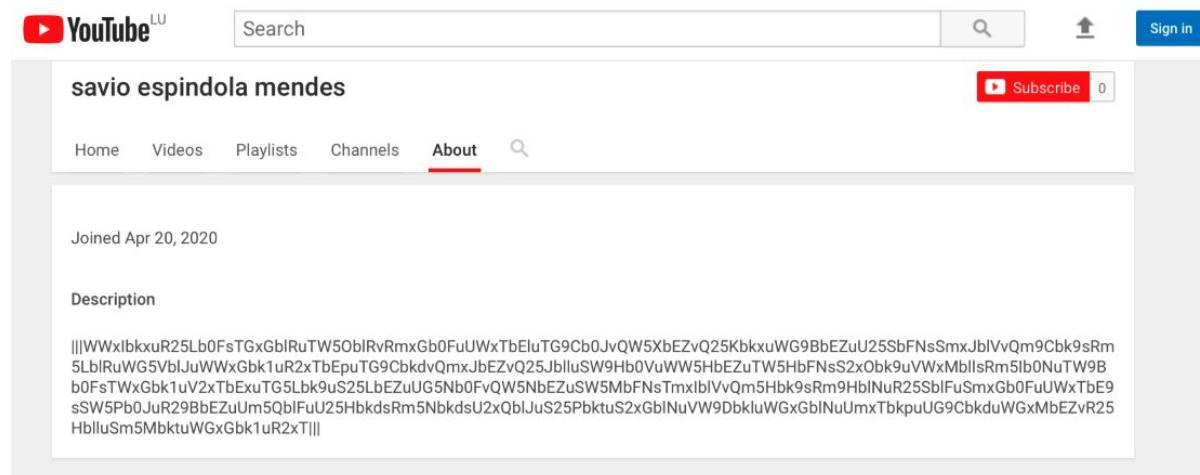 YouTube LU
Search
Sign in
savio espindola mendes
Subscribe 0
Home Videos Playlists Channels About
Joined Apr 20, 2020
Description
|||WWxIbkxuR25Lb0FsTGxGblRuTW5OblRvRmxGb0FuUWxTbEluTG9Cb0JvQW5XbEZvQ25KbkxuWG9BbEZuU25SbFNsSmxJblVvQm9Cbk9sRm
5LblRuWG5VblJuWWxGbk1uR2xTbEpuTG9CbkdvQmxJbEZvQ25JblluSW9Hb0VuWW5HbEZuTW5HbFNsS2xObk9uVWxMbllsRm5Ib0NuTW9B
b0FsTWxGbk1uV2xTbExuTG5Lbk9uS25LbEZuUG5Nb0FvQW5NbEZuSW5MbFNsTmxIblVvQm5Hbk9sRm9HblNuR25SblFuSmxGb0FuUWxTbE9
sSW5Pb0JuR29BbEZuUm5QblFuU25HbkdsRm5NbkdsU2xQblJuS25PbktuS2xGblNuVW9DbkluWGxGblNuUmxTbkpuUG9CbkduWGxMbEZvR25
HblluSm5MbktuWGxGbk1uR2xT|||